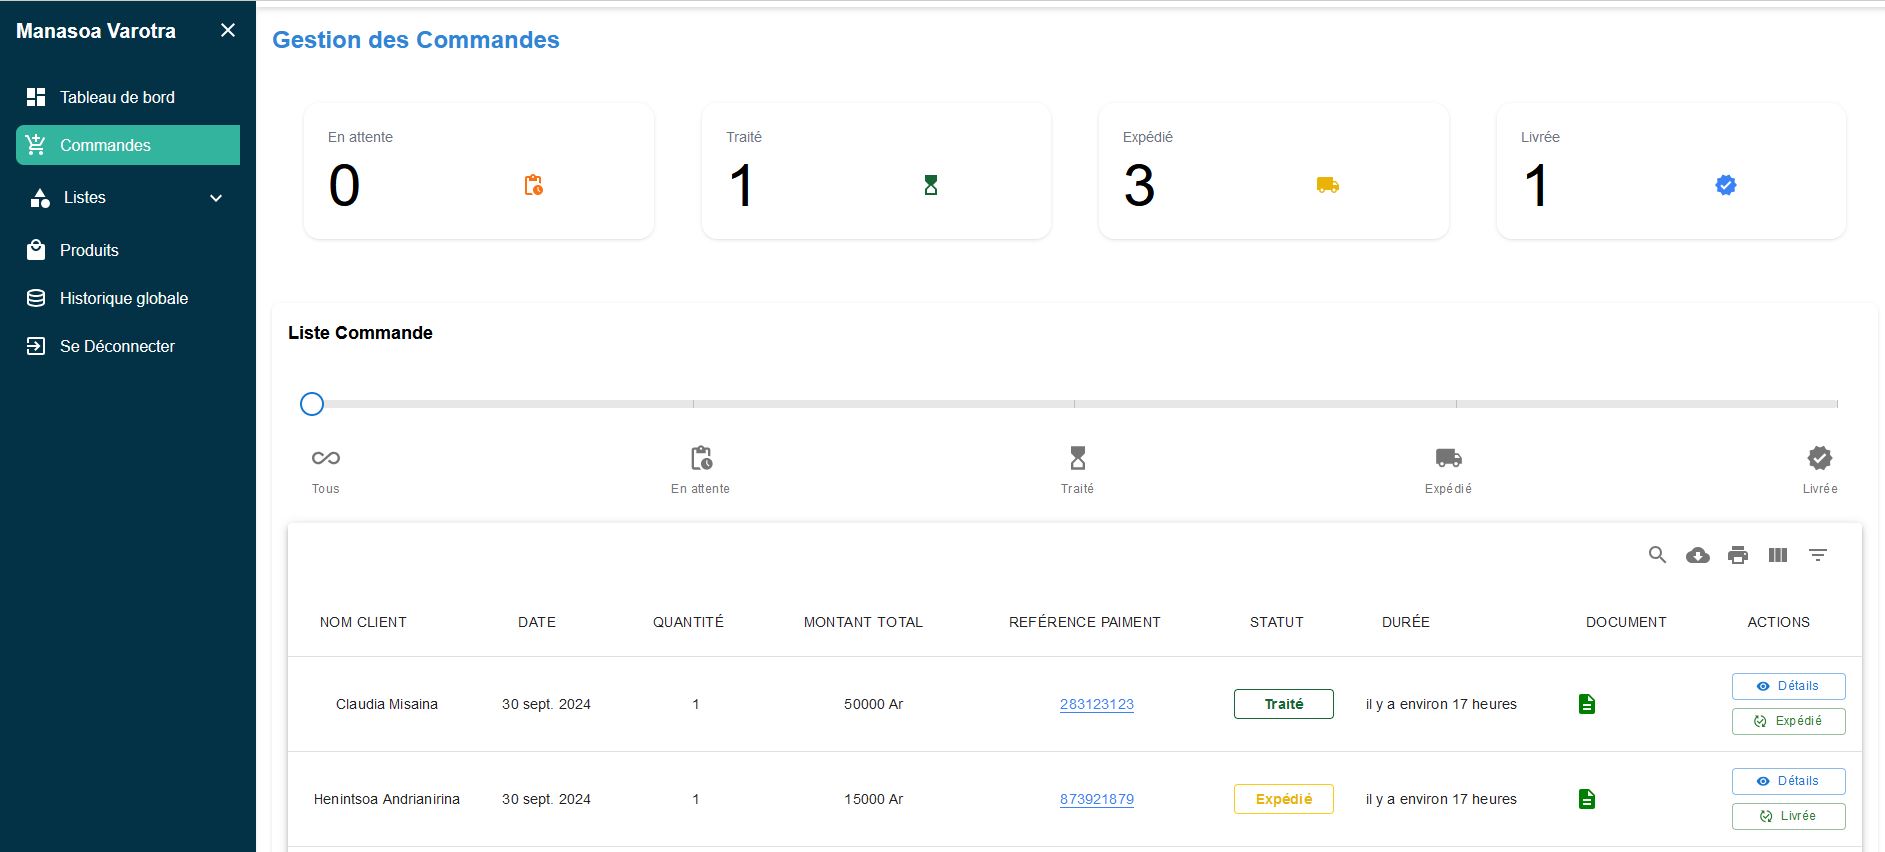 Manasoa Varotra
Tableau de bord
Commandes
Listes
Produits
Historique globale
Se Déconnecter
Gestion des Commandes
En attente
0
Traité
1
Expédié
3
Livrée
1
Liste Commande
Tous
En attente
Traité
Expédié
Livrée
NOM CLIENT DATE QUANTITÉ MONTANT TOTAL REFÉRENCE PAIMENT STATUT DURÉE DOCUMENT ACTIONS
Claudia Misaina 30 sept. 2024 1 50000 Ar 283123123 Traité il y a environ 17 heures Détails
Expédié
Henintsoa Andrianirina 30 sept. 2024 1 15000 Ar 873921879 Expédié il y a environ 17 heures Détails
Livrée